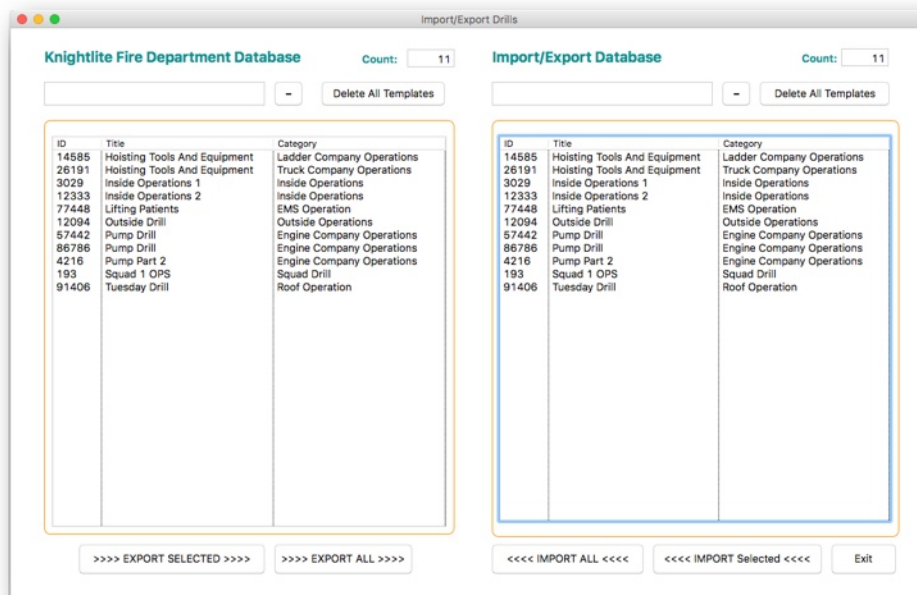 Import/Export Drills
Knightlite Fire Department Database Count: 11
- Delete All Templates
ID Title Category
14585 Hoisting Tools And Equipment Ladder Company Operations
26191 Hoisting Tools And Equipment Truck Company Operations
3029 Inside Operations 1 Inside Operations
12333 Inside Operations 2 Inside Operations
77448 Lifting Patients EMS Operation
12094 Outside Drill Outside Operations
57442 Pump Drill Engine Company Operations
86786 Pump Drill Engine Company Operations
4216 Pump Part 2 Engine Company Operations
193 Squad 1 OPS Squad Drill
91406 Tuesday Drill Roof Operation
>>>> EXPORT SELECTED >>>> >>>> EXPORT ALL >>>>
Import/Export Database Count: 11
- Delete All Templates
ID Title Category
14585 Hoisting Tools And Equipment Ladder Company Operations
26191 Hoisting Tools And Equipment Truck Company Operations
3029 Inside Operations 1 Inside Operations
12333 Inside Operations 2 Inside Operations
77448 Lifting Patients EMS Operation
12094 Outside Drill Outside Operations
57442 Pump Drill Engine Company Operations
86786 Pump Drill Engine Company Operations
4216 Pump Part 2 Engine Company Operations
193 Squad 1 OPS Squad Drill
91406 Tuesday Drill Roof Operation
<<<< IMPORT ALL <<<< <<<< IMPORT Selected <<<< Exit